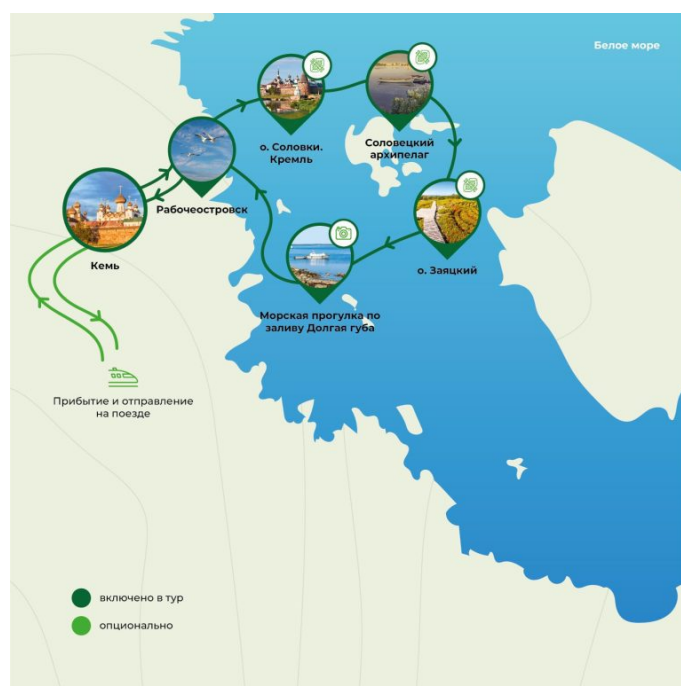 Белое море
о. Соловки.
Кремль
Соловецкий
архипелаг
Рабочеостровск
Кемь
о. Заяцкий
Морская прогулка по
заливу Долгая губа
Прибытие и отправление
на поезде
включено в тур
опционально